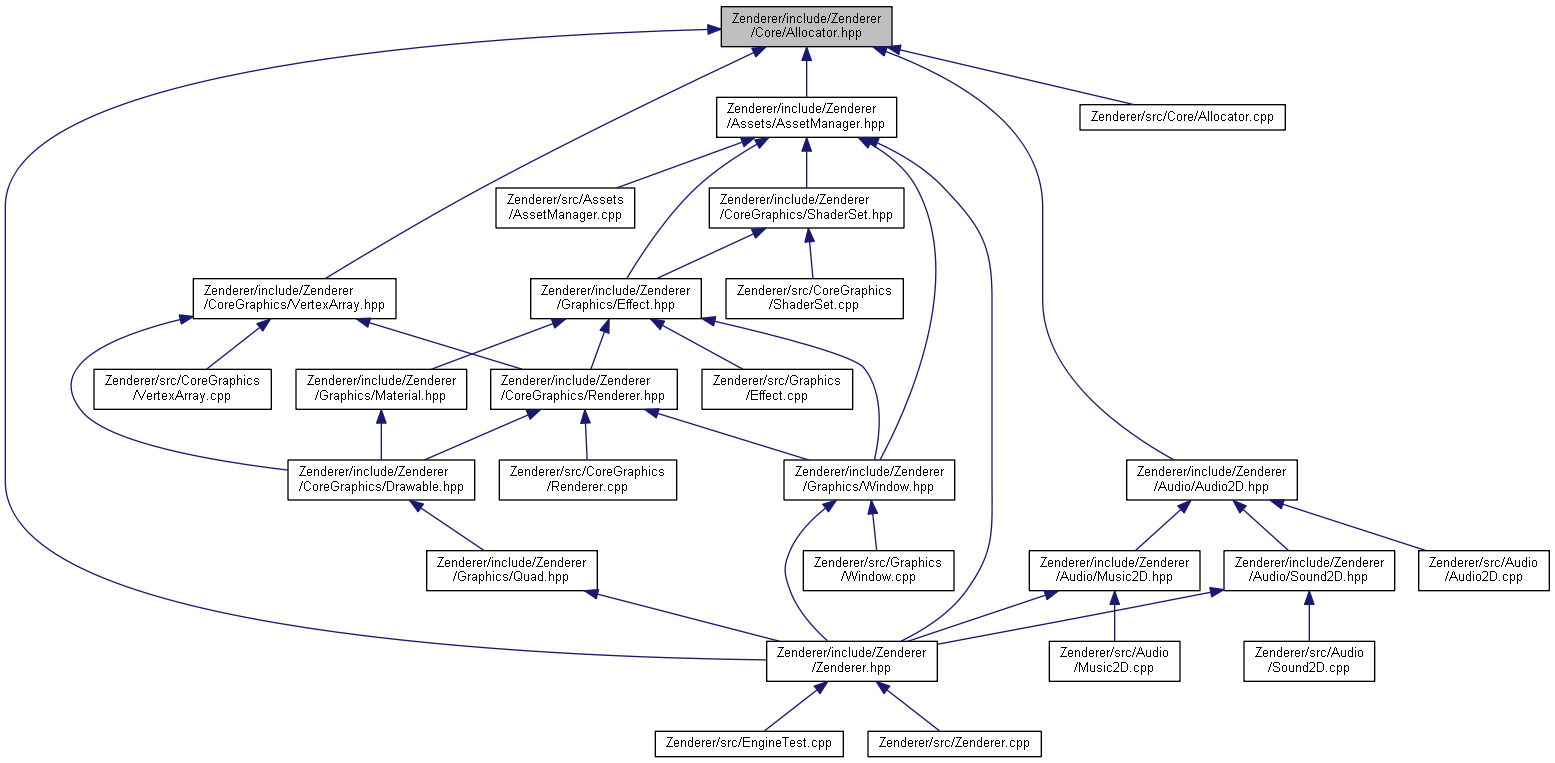 Zenderer/include/Zenderer
/Core/Allocator.hpp
Zenderer/include/Zenderer
/Assets/AssetManager.hpp
Zenderer/src/Core/Allocator.cpp
Zenderer/src/Assets
/AssetManager.cpp
Zenderer/include/Zenderer
/CoreGraphics/ShaderSet.hpp
Zenderer/include/Zenderer
/CoreGraphics/VertexArray.hpp
Zenderer/include/Zenderer
/Graphics/Effect.hpp
Zenderer/src/CoreGraphics
/ShaderSet.cpp
Zenderer/src/CoreGraphics
/VertexArray.cpp
Zenderer/include/Zenderer
/Graphics/Material.hpp
Zenderer/include/Zenderer
/CoreGraphics/Renderer.hpp
Zenderer/src/Graphics
/Effect.cpp
Zenderer/include/Zenderer
/CoreGraphics/Drawable.hpp
Zenderer/src/CoreGraphics
/Renderer.cpp
Zenderer/include/Zenderer
/Graphics/Window.hpp
Zenderer/include/Zenderer
/Audio/Audio2D.hpp
Zenderer/include/Zenderer
/Graphics/Quad.hpp
Zenderer/src/Graphics
/Window.cpp
Zenderer/include/Zenderer
/Audio/Music2D.hpp
Zenderer/include/Zenderer
/Audio/Sound2D.hpp
Zenderer/src/Audio
/Audio2D.cpp
Zenderer/include/Zenderer
/Zenderer.hpp
Zenderer/src/Audio
/Music2D.cpp
Zenderer/src/Audio
/Sound2D.cpp
Zenderer/src/EngineTest.cpp
Zenderer/src/Zenderer.cpp